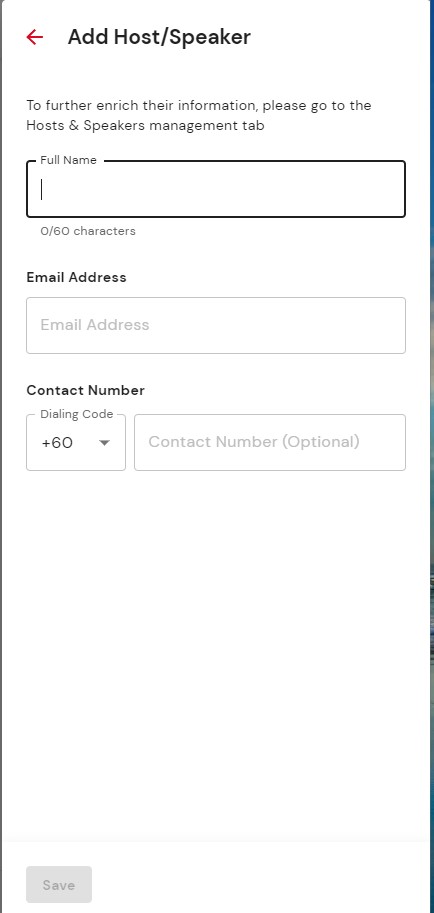 Add Host/Speaker
To further enrich their information, please go to the
Hosts & Speakers management tab
Full Name
0/60 characters
Email Address
Email Address
Contact Number
Dialing Code
+60
Contact Number (Optional)
Save